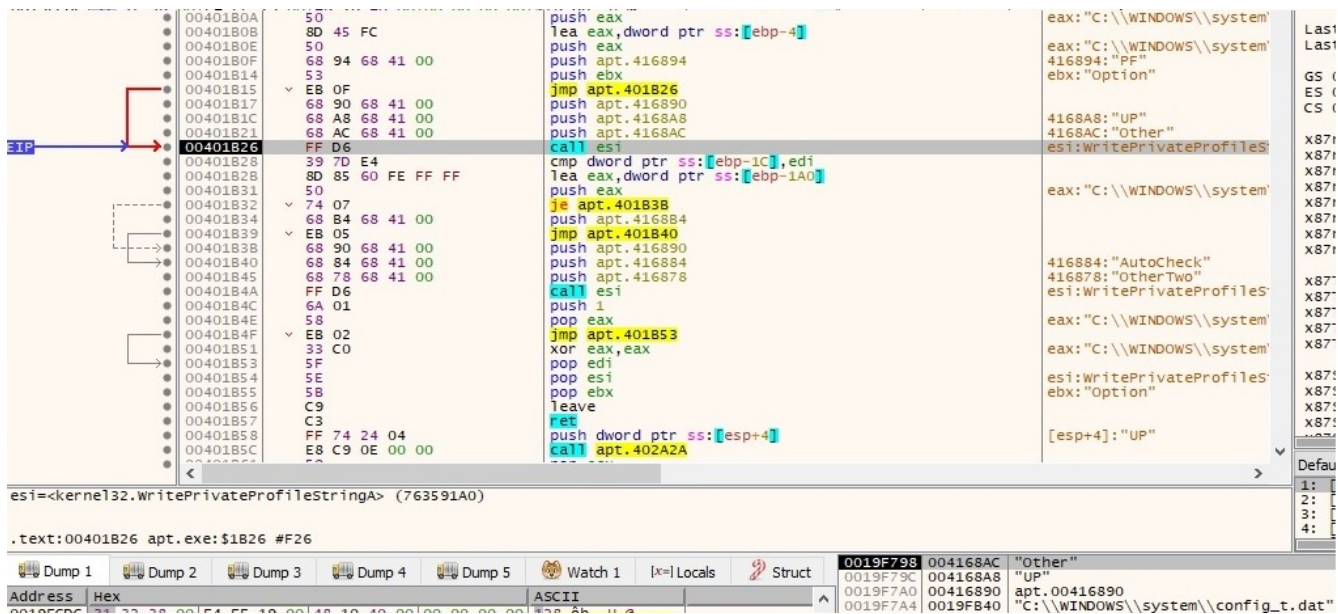 00401B0A 50 push eax eax:"C:\\WINDOWS\\system
00401B0B 8D 45 FC lea eax,dword ptr ss:[ebp-4]
00401B0E 50 push eax eax:"C:\\WINDOWS\\system
00401B0F 68 94 68 41 00 push apt.416894 416894:"PF"
00401B14 53 push ebx ebx:"Option"
00401B15 EB 0F jmp apt.401B26
00401B17 68 90 68 41 00 push apt.416890
00401B1C 68 A8 68 41 00 push apt.4168A8 4168A8:"UP"
00401B21 68 AC 68 41 00 push apt.4168AC 4168AC:"Other"
EIP 00401B26 FF D6 call esi esi:WritePrivateProfileS
00401B28 39 7D E4 cmp dword ptr ss:[ebp-1C],edi
00401B2B 8D 85 60 FE FF FF lea eax,dword ptr ss:[ebp-1A0]
00401B31 50 push eax eax:"C:\\WINDOWS\\system
00401B32 74 07 je apt.401B3B
00401B34 68 B4 68 41 00 push apt.4168B4
00401B39 EB 05 jmp apt.401B40
00401B3B 68 90 68 41 00 push apt.416890
00401B40 68 84 68 41 00 push apt.416884 416884:"AutoCheck"
00401B45 68 78 68 41 00 push apt.416878 416878:"OtherTwo"
00401B4A FF D6 call esi esi:WritePrivateProfileS
00401B4C 6A 01 push 1
00401B4E 58 pop eax eax:"C:\\WINDOWS\\system
00401B4F EB 02 jmp apt.401B53
00401B51 33 C0 xor eax,eax eax:"C:\\WINDOWS\\system
00401B53 5F pop edi
00401B54 5E pop esi esi:WritePrivateProfileS
00401B55 5B pop ebx ebx:"Option"
00401B56 C9 leave
00401B57 C3 ret
00401B58 FF 74 24 04 push dword ptr ss:[esp+4] [esp+4]:"UP"
00401B5C E8 C9 0E 00 00 call apt.402A2A
Last
Last
GS
ES
CS
Defau
1: [
2: [
3: [
4: [
esi=<kernel32.WritePrivateProfileStringA> (763591A0)
.text:00401B26 apt.exe:$1B26 #F26
Dump 1 Dump 2 Dump 3 Dump 4 Dump 5 Watch 1 [x=] Locals Struct
Address Hex ASCII
0019F798 004168AC "Other"
0019F79C 004168A8 "UP"
0019F7A0 00416890 apt.00416890
0019F7A4 0019FB40 "C:\\WINDOWS\\system\\config_t.dat"